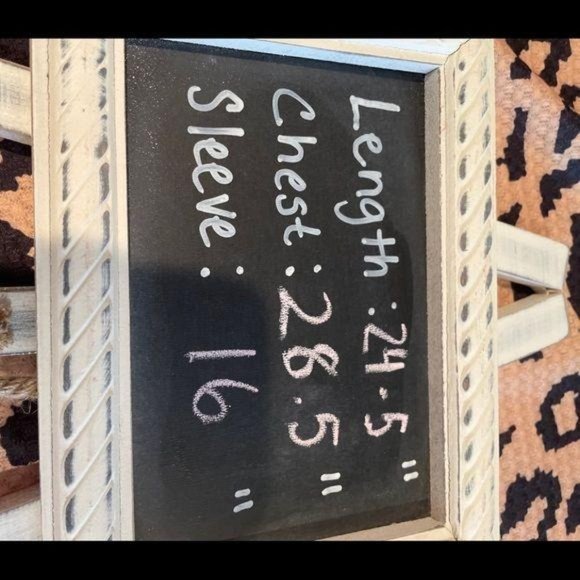 Length: 24.5"
Chest: 28.5"
Sleeve: 16"